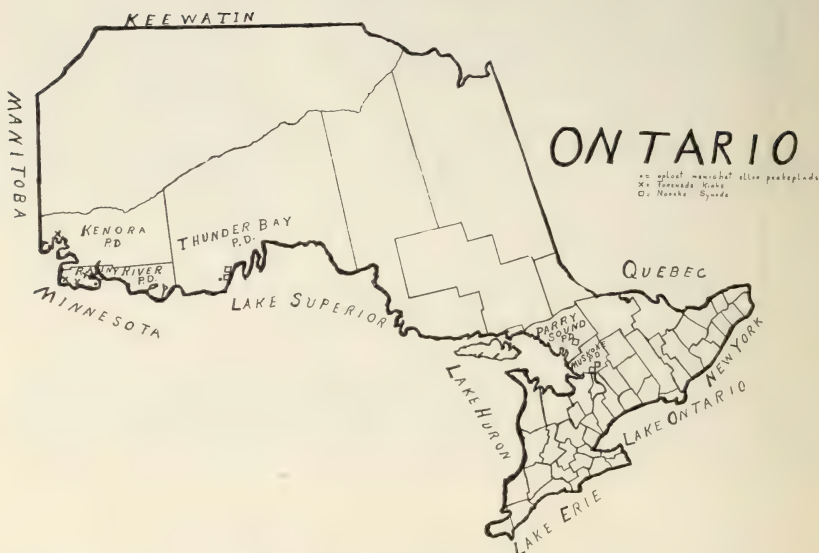 KEEWATIN
MANITOBA
ONTARIO
KENORA
P.D
THUNDER BAY
P.D.
RAINY RIVER
P.D.
MINNESOTA
LAKE SUPERIOR
QUEBEC
PARRY
SOUND
P.D.
MUSKOKA
P.D
NEW YORK
LAKE HURON
LAKE ONTARIO
LAKE ERIE